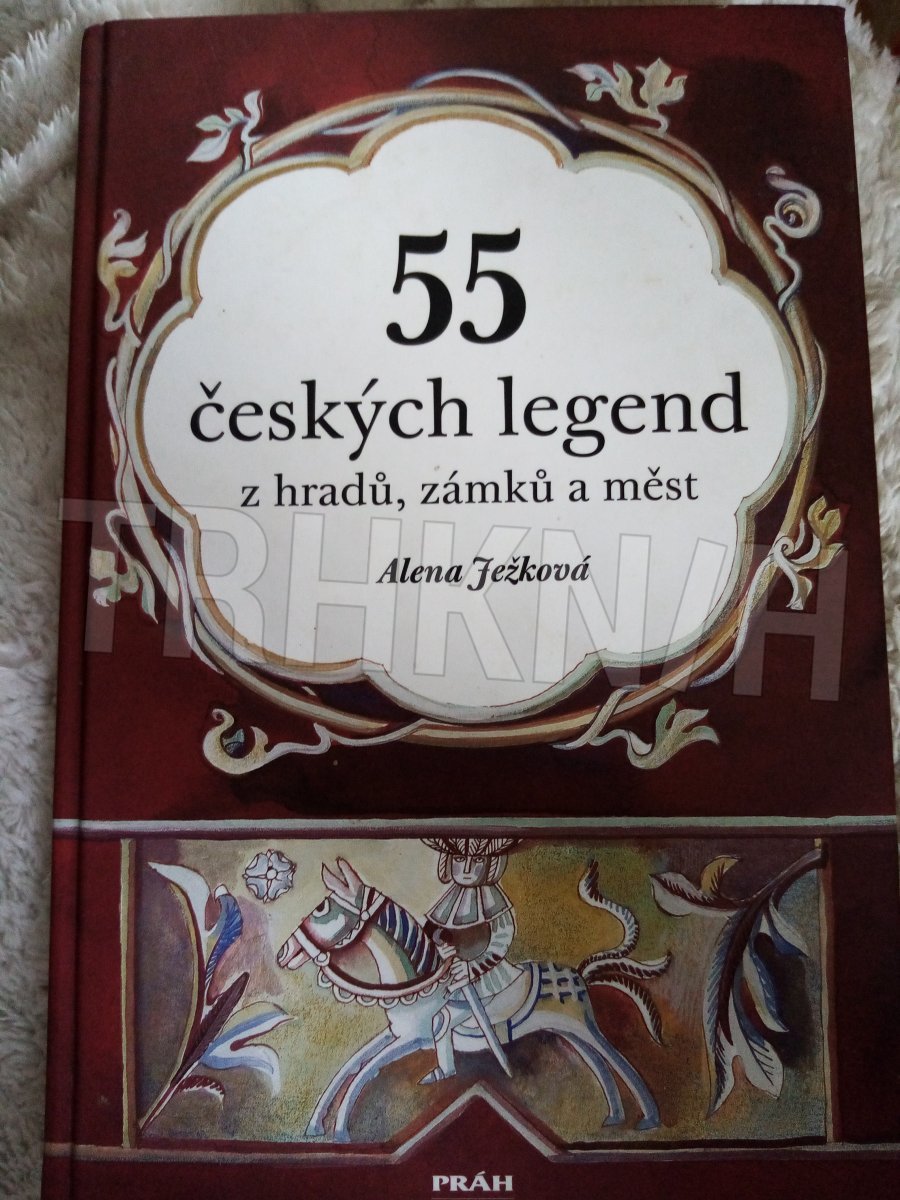 55
českých legend
z hradů, zámků a měst
Alena Ježková
TRHKNIH
PRÁH